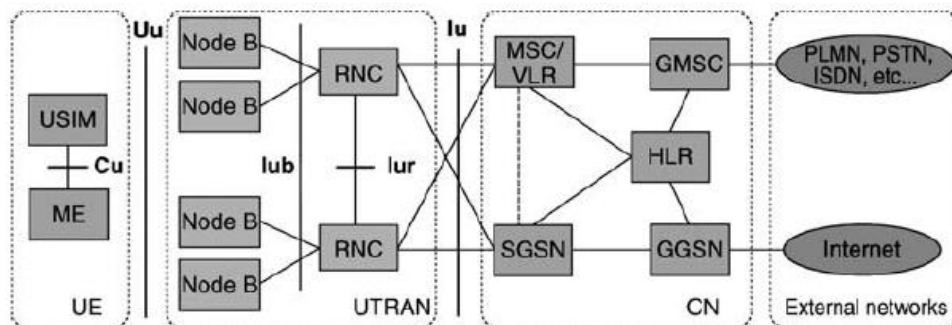 Uu
Iu
Node B
Node B
RNC
MSC/
VLR
GMSC
PLMN, PSTN,
ISDN, etc...
USIM
Cu
ME
Iub
Iur
HLR
Node B
Node B
RNC
SGSN
GGSN
Internet
UE
UTRAN
CN
External networks